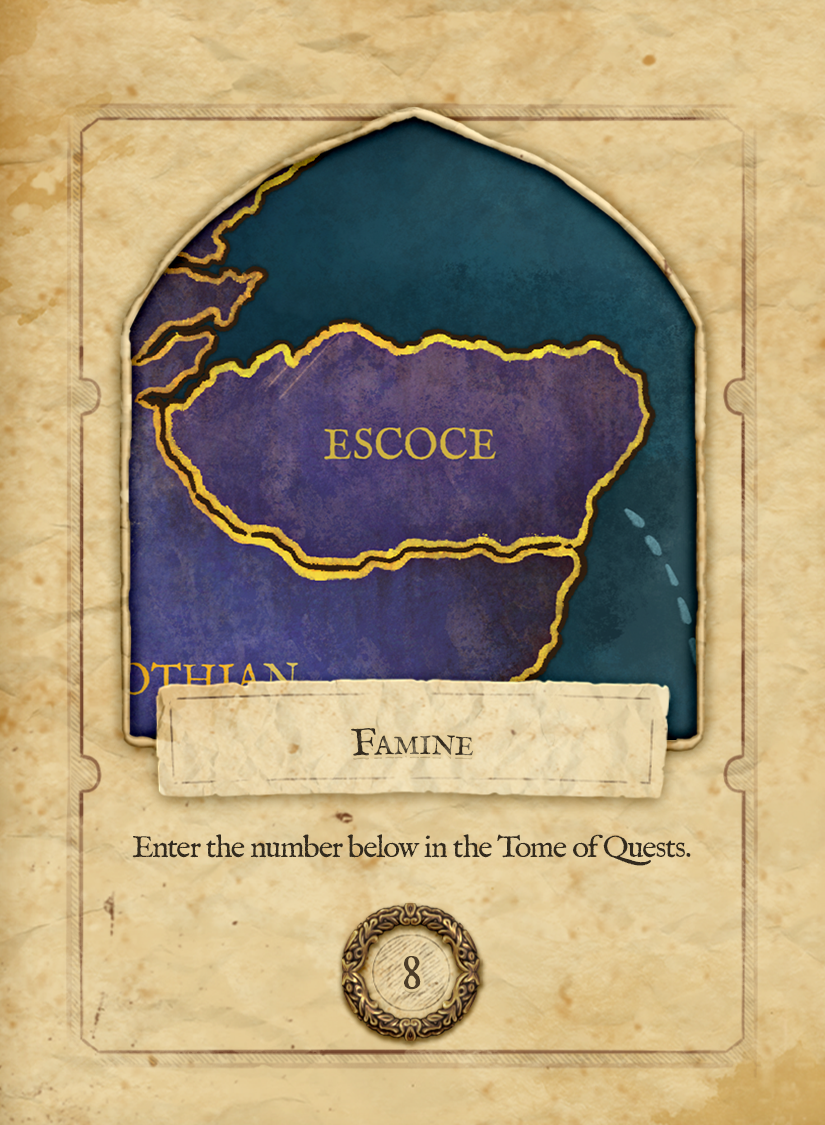 ESCOCE
OTHIAN
Famine
Enter the number below in the Tome of Quests.
8